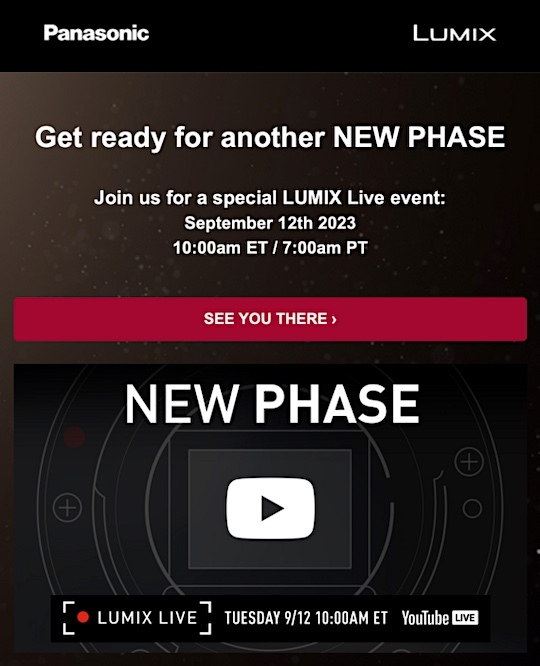 Panasonic LUMIX
Get ready for another NEW PHASE
Join us for a special LUMIX Live event:
September 12th 2023
10:00am ET / 7:00am PT
SEE YOU THERE ›
NEW PHASE
LUMIX LIVE TUESDAY 9/12 10:00AM ET YouTube LIVE